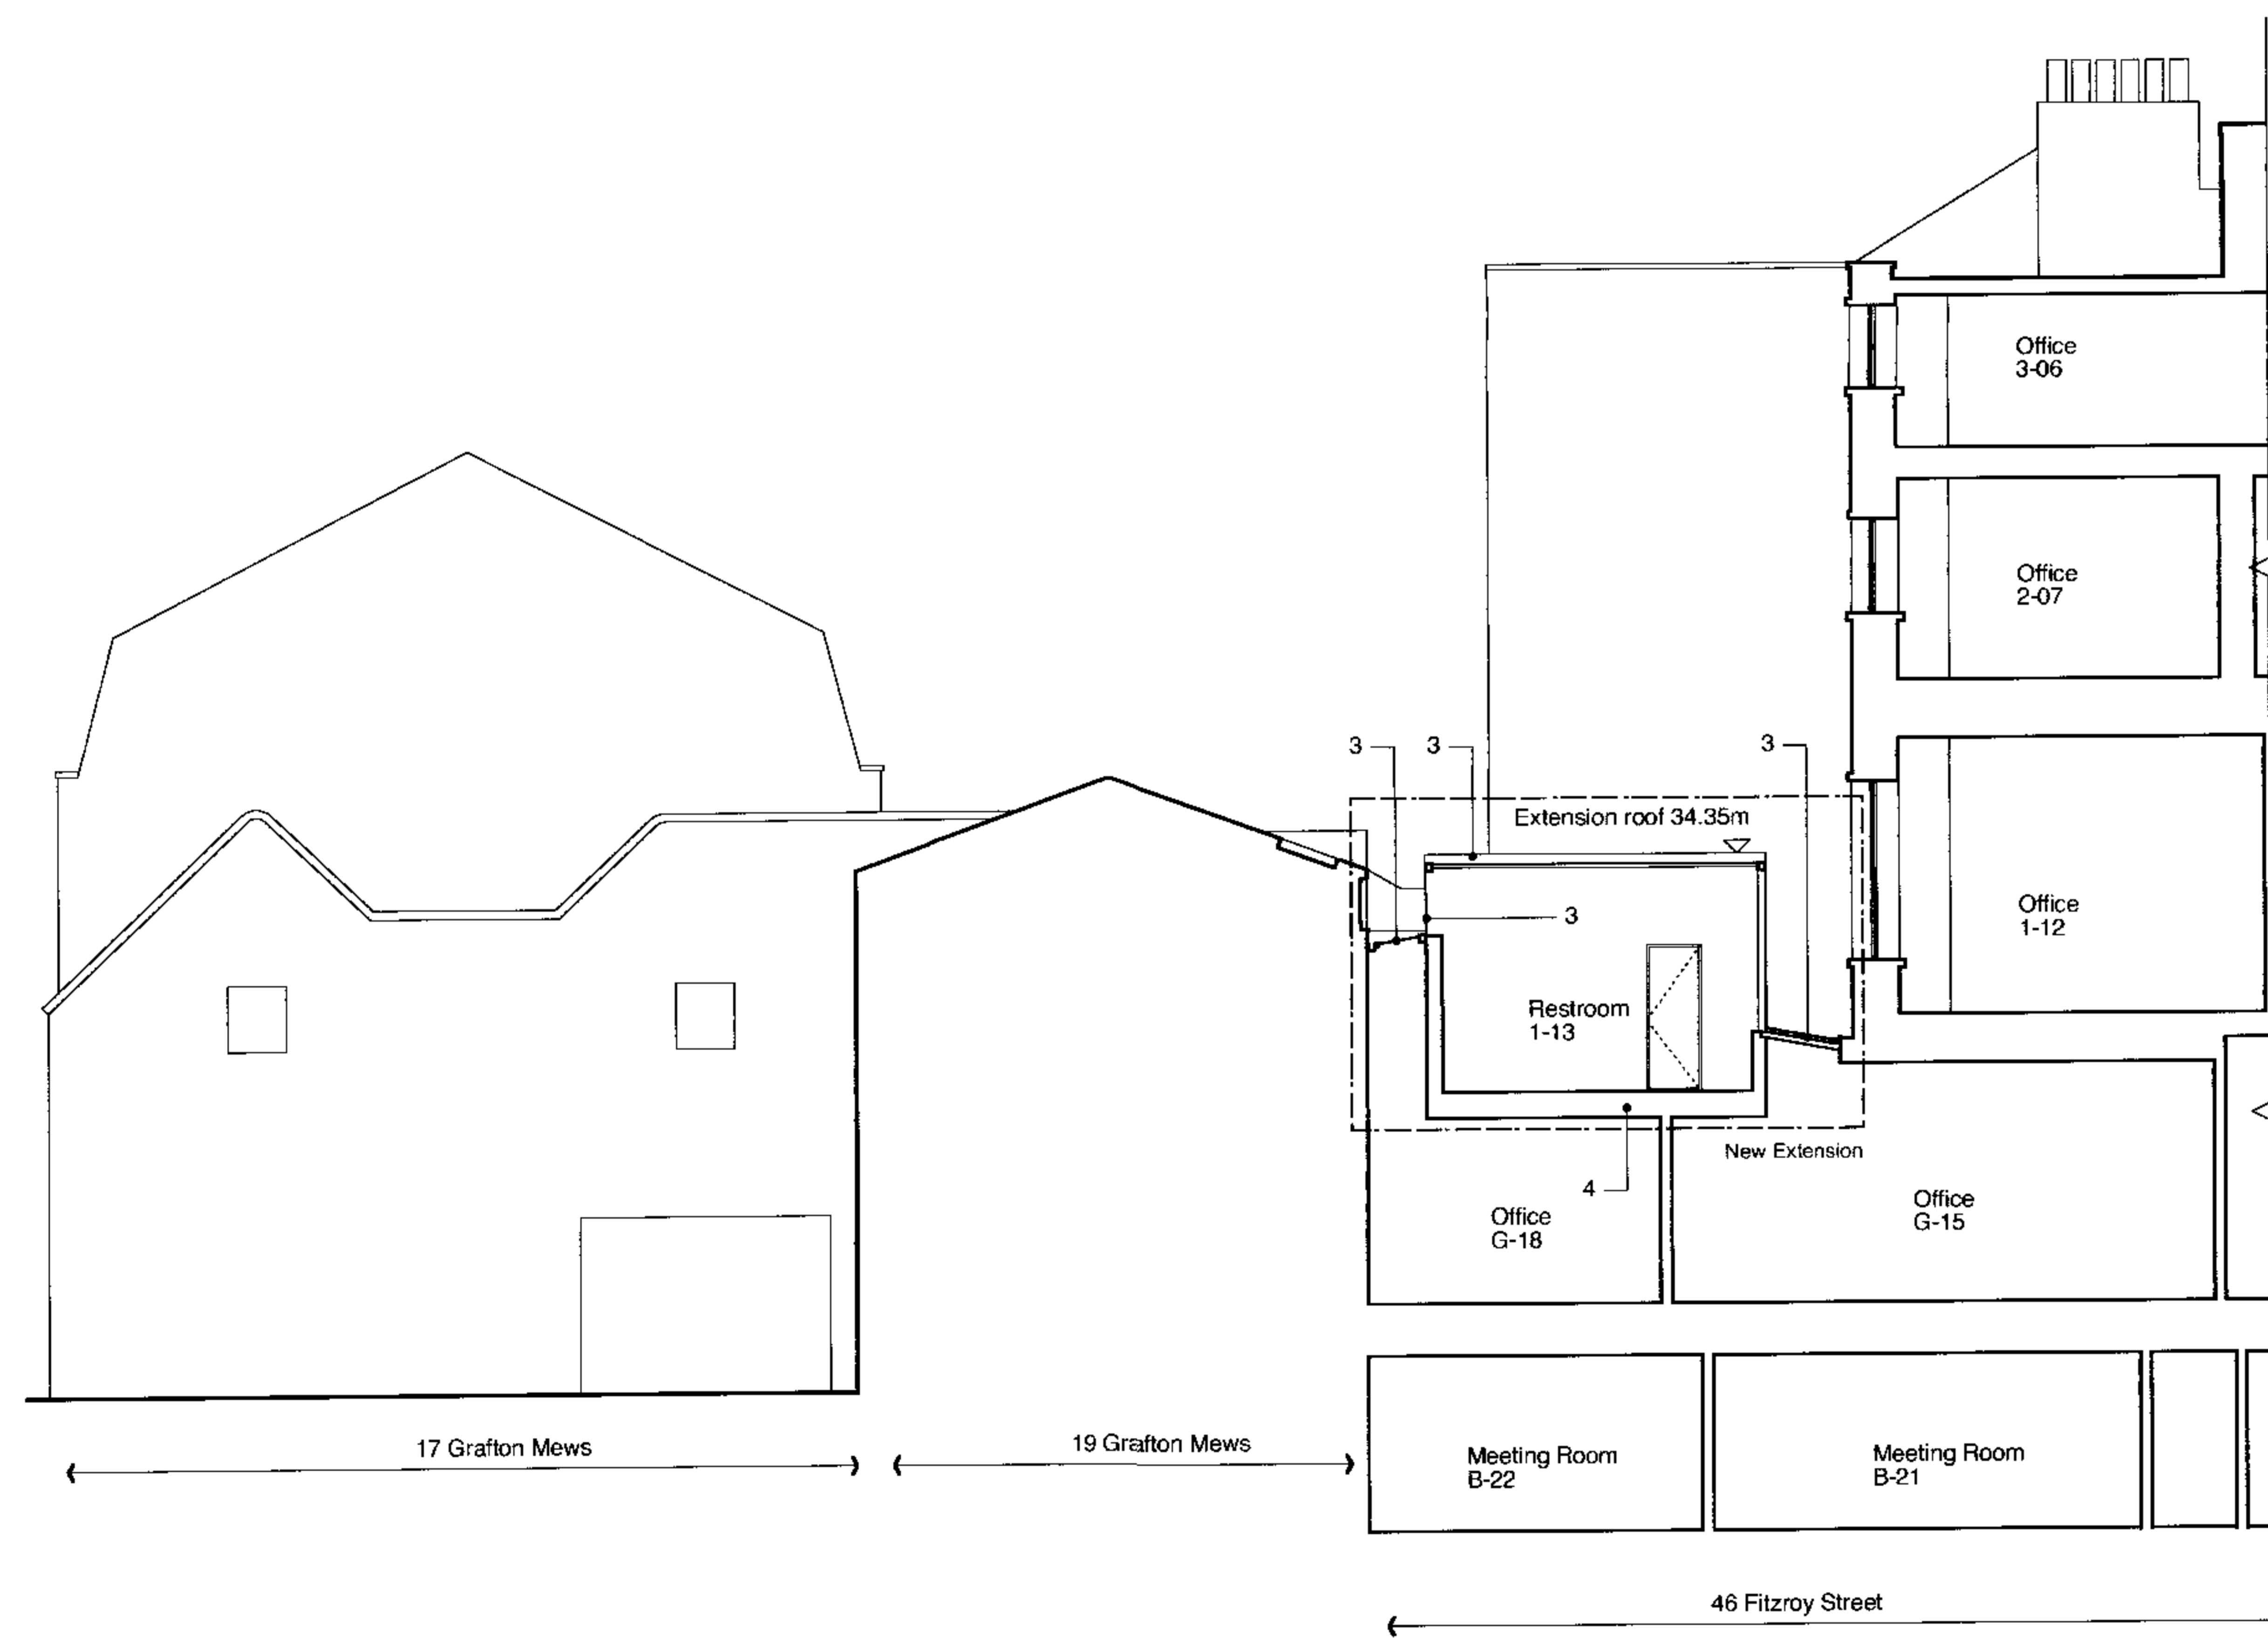 Office
3-06
Office
2-07
3
3
3
Extension roof 34.35m
Office
1-12
3
Restroom
1-13
New Extension
4
Office
G-18
Office
G-15
17 Grafton Mews
19 Grafton Mews
Meeting Room
B-22
Meeting Room
B-21
46 Fitzroy Street